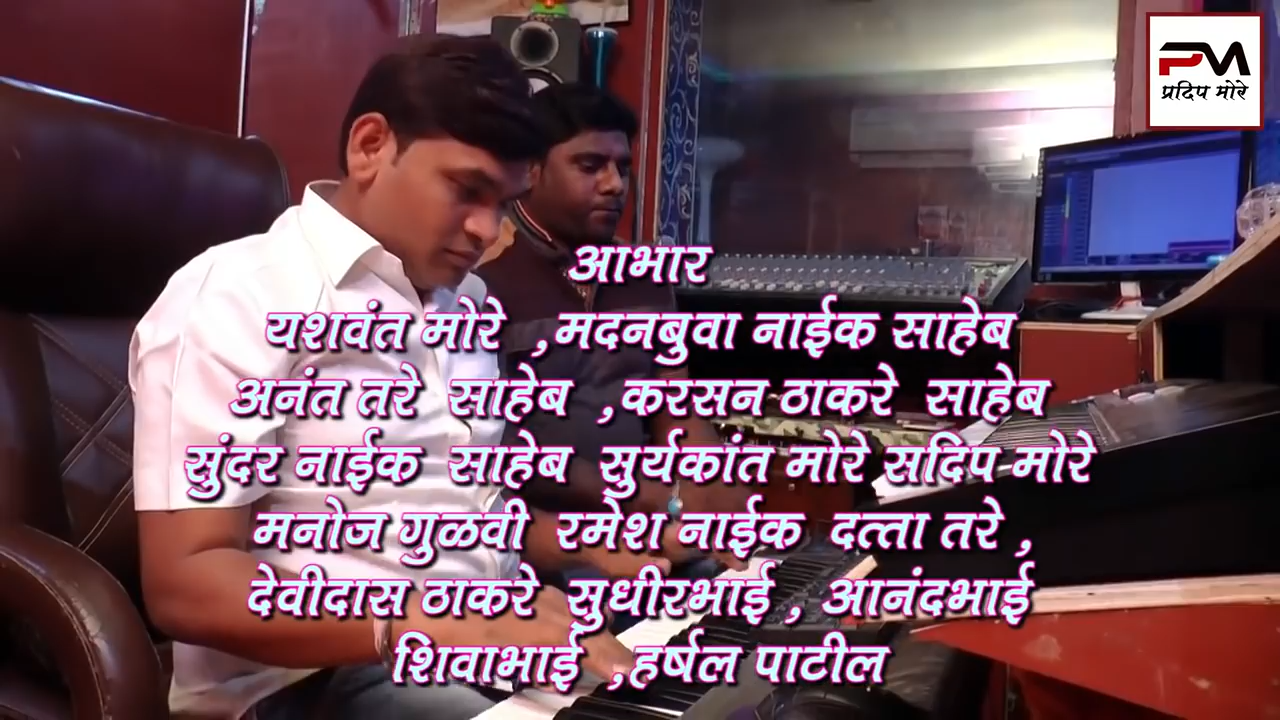 PM
प्रदिप मोरे
आभार
यशवंत मोरे ,मदनबुवा नाईक साहेब
अनंत तरे साहेब ,करसन ठाकरे साहेब
सुंदर नाईक साहेब सुर्यकांत मोरे सदिप मोरे
मनोज गुळवी रमेश नाईक दत्ता तरे ,
देवीदास ठाकरे सुधीरभाई , आनंदभाई
शिवाभाई ,हर्षल पाटील